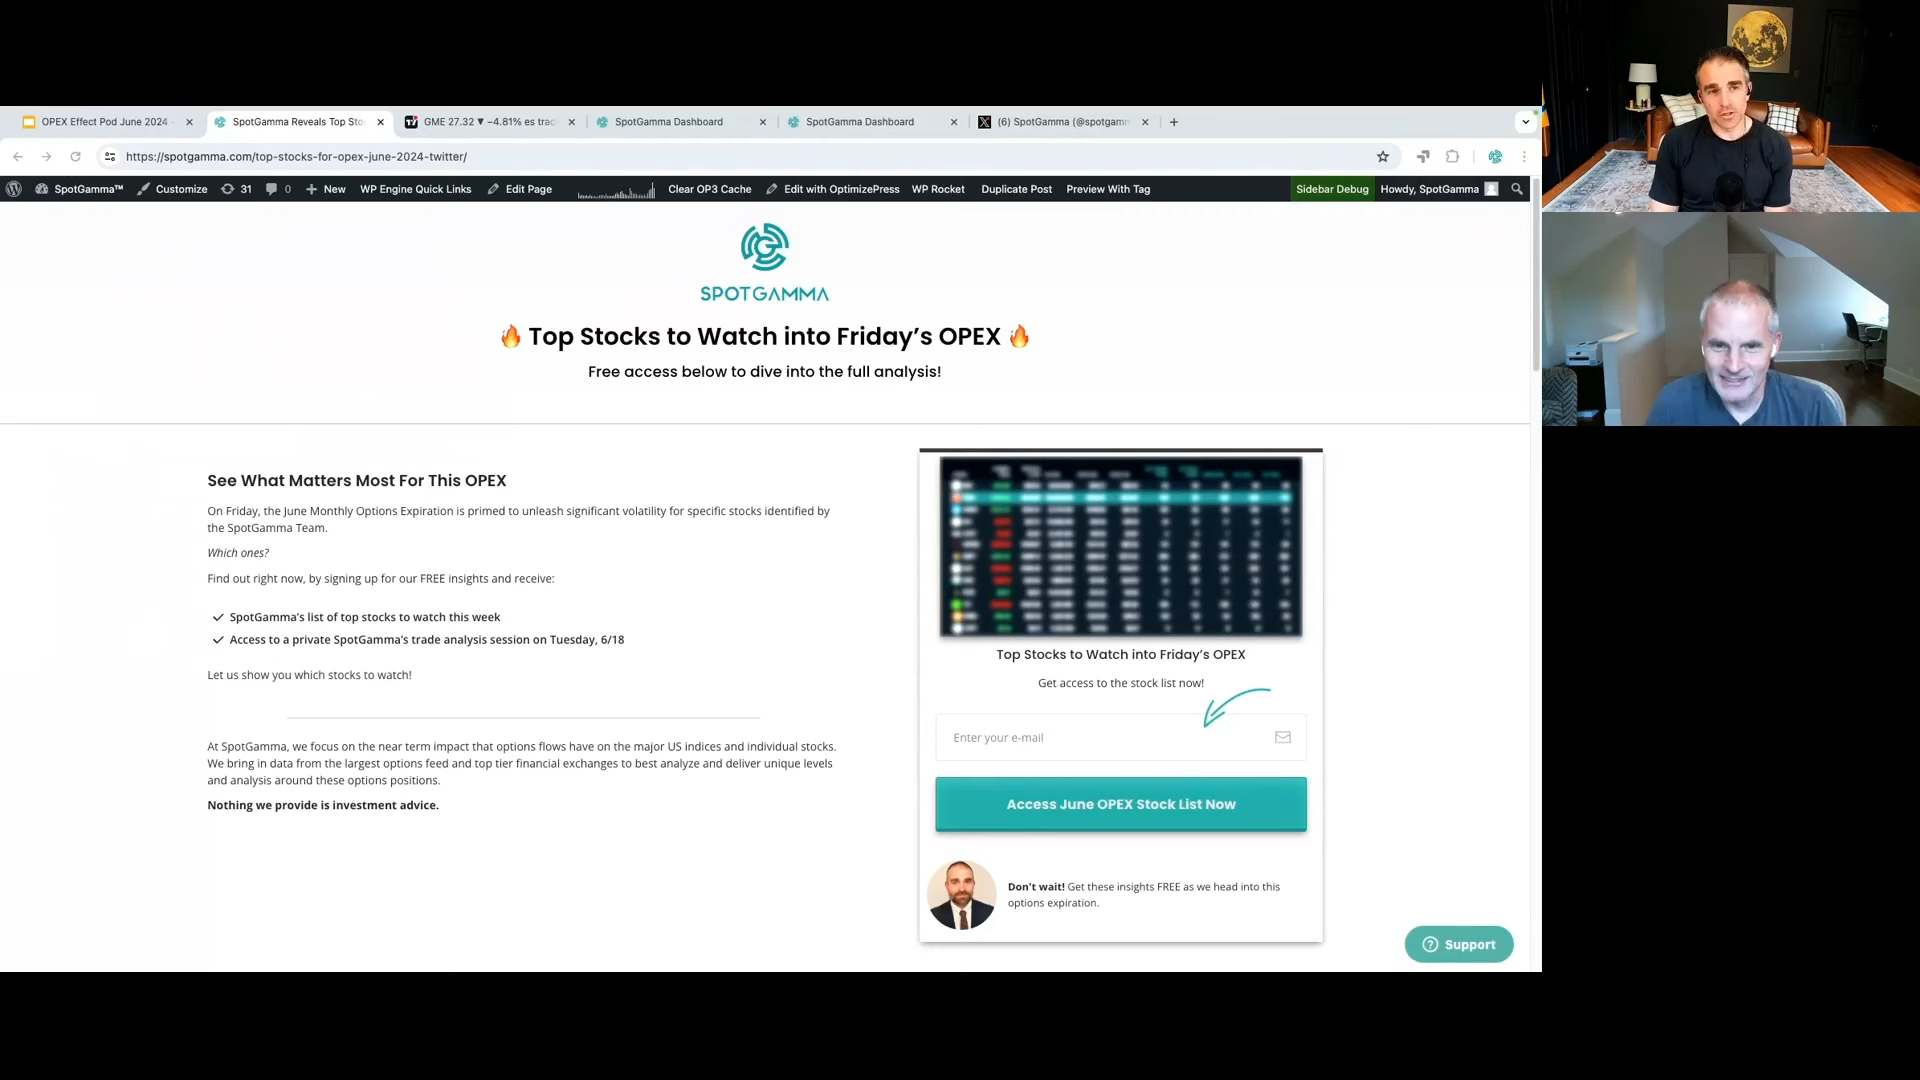 OPEX Effect Pod June 2024
SpotGamma Reveals Top Sto
GME 27.32 ▼ −4.81% es trac
SpotGamma Dashboard
SpotGamma Dashboard
(6) SpotGamma (@spotgamm
https://spotgamma.com/top-stocks-for-opex-june-2024-twitter/
SpotGamma™ Customize 31 0 New WP Engine Quick Links Edit Page Clear OP3 Cache Edit with OptimizePress WP Rocket Duplicate Post Preview With Tag Sidebar Debug Howdy, SpotGamma
SPOTGAMMA
🔥 Top Stocks to Watch into Friday’s OPEX 🔥
Free access below to dive into the full analysis!
See What Matters Most For This OPEX
On Friday, the June Monthly Options Expiration is primed to unleash significant volatility for specific stocks identified by
the SpotGamma Team.
Which ones?
Find out right now, by signing up for our FREE insights and receive:
SpotGamma’s list of top stocks to watch this week
Access to a private SpotGamma’s trade analysis session on Tuesday, 6/18
Let us show you which stocks to watch!
At SpotGamma, we focus on the near term impact that options flows have on the major US indices and individual stocks.
We bring in data from the largest options feed and top tier financial exchanges to best analyze and deliver unique levels
and analysis around these options positions.
Nothing we provide is investment advice.
Top Stocks to Watch into Friday’s OPEX
Get access to the stock list now!
Enter your e-mail
Access June OPEX Stock List Now
Don't wait! Get these insights FREE as we head into this
options expiration.
Support